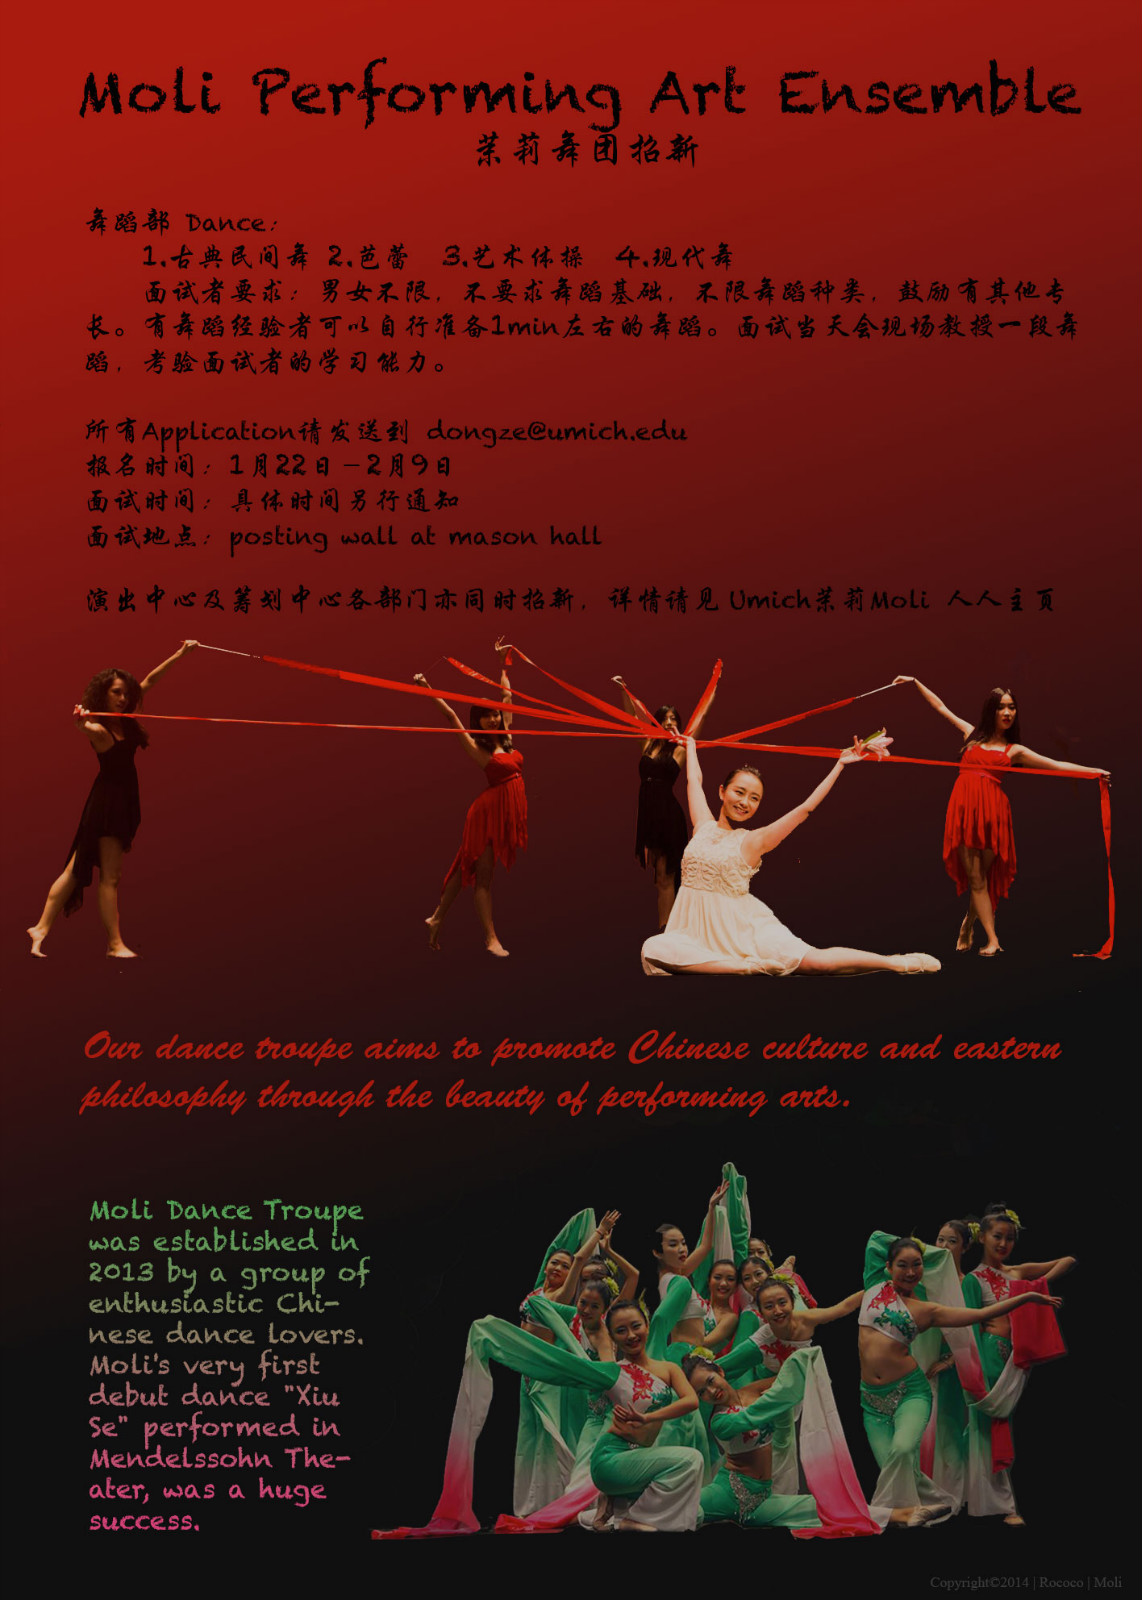 Moli Performing Art Ensemble
茉莉舞团招新
舞蹈部 Dance:
1.古典民间舞 2.芭蕾 3.艺术体操 4.现代舞
面试者要求：男女不限，不要求舞蹈基础，不限舞蹈种类，鼓励有其他专
长。有舞蹈经验者可以自行准备1min左右的舞蹈。面试当天会现场教授一段舞
蹈，考验面试者的学习能力。
所有Application请发送到 dongze@umich.edu
报名时间：1月22日－2月9日
面试时间：具体时间另行通知
面试地点：posting wall at mason hall
演出中心及筹划中心各部门亦同时招新，详情请见 Umich茉莉Moli 人人主页
Our dance troupe aims to promote Chinese culture and eastern
philosophy through the beauty of performing arts.
Moli Dance Troupe
was established in
2013 by a group of
enthusiastic Chi-
nese dance lovers.
Moli's very first
debut dance "Xiu
Se" performed in
Mendelssohn The-
ater, was a huge
success.
Copyright©2014 | Rococo | Moli